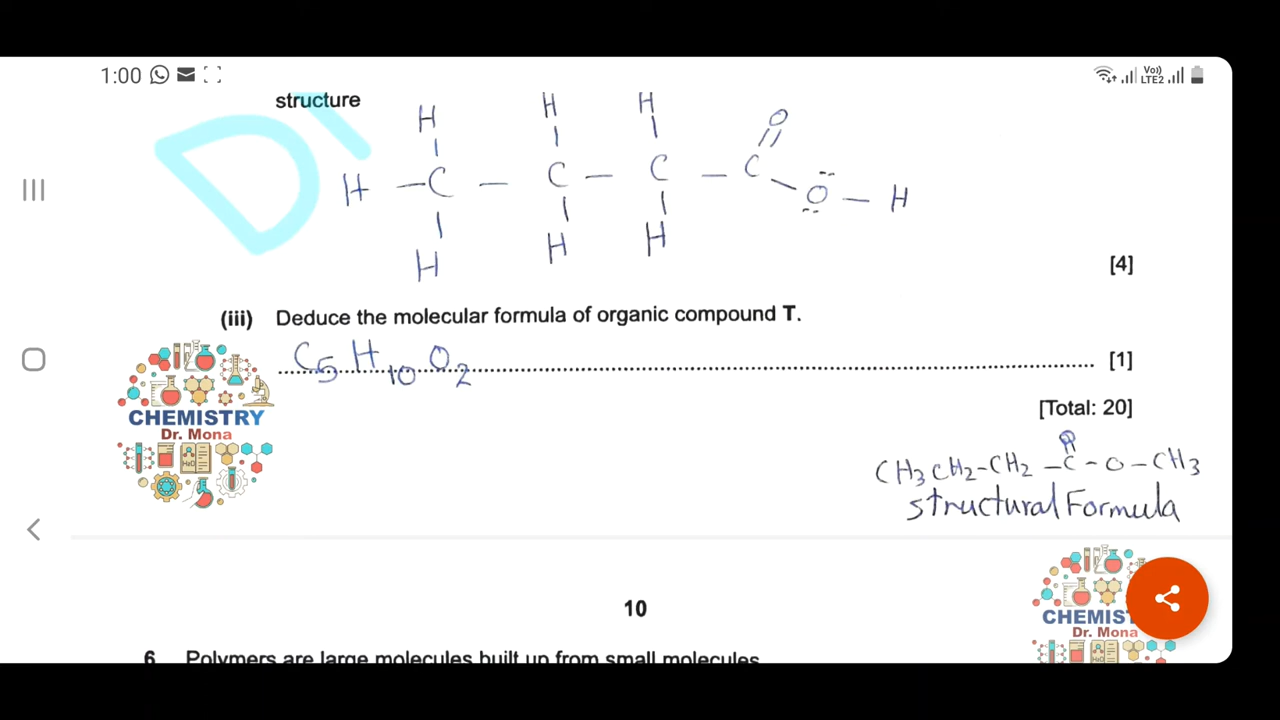 1:00
Vo))
LTE2
structure
H H H O
H — C — C — C — C — O — H
H H H
[4]
(iii) Deduce the molecular formula of organic compound T.
C5H10O2
[1]
CHEMISTRY
Dr. Mona
[Total: 20]
O
CH3CH2-CH2-C-O-CH3
structural Formula
10
CHEMIST
Dr. Mona
6 Polymers are large molecules built up from small molecules